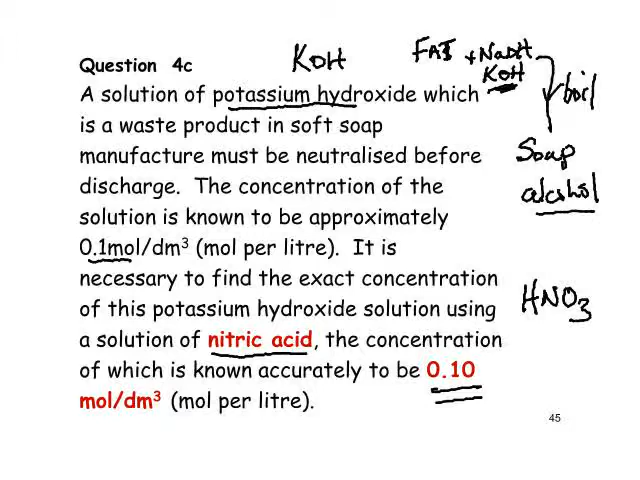 KOH
FAT + NaOH
KOH
boil
Soap
alcohol
Question 4c
A solution of potassium hydroxide which
is a waste product in soft soap
manufacture must be neutralised before
discharge. The concentration of the
solution is known to be approximately
0.1mol/dm³ (mol per litre). It is
necessary to find the exact concentration
of this potassium hydroxide solution using
a solution of nitric acid, the concentration
of which is known accurately to be 0.10
mol/dm³ (mol per litre).
HNO₃
45